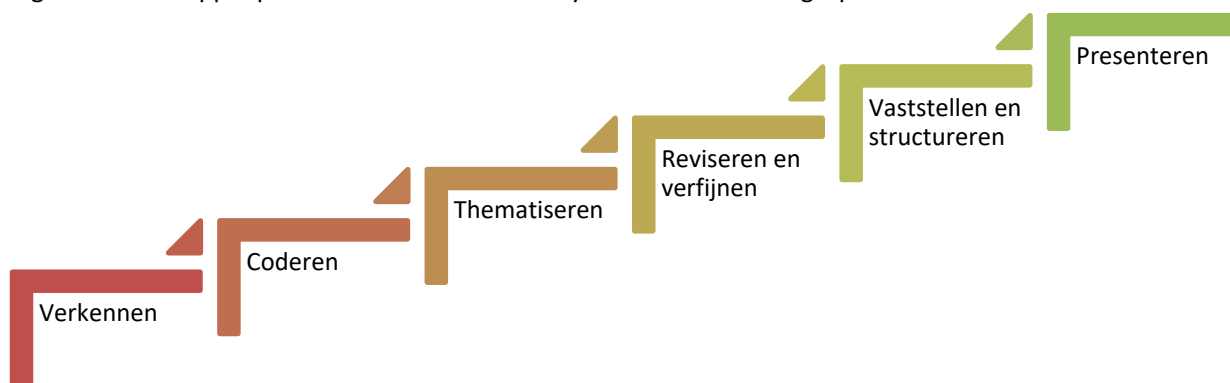 Verkennen
Coderen
Thematiseren
Reviseren en
verfijnen
Vaststellen en
structureren
Presenteren